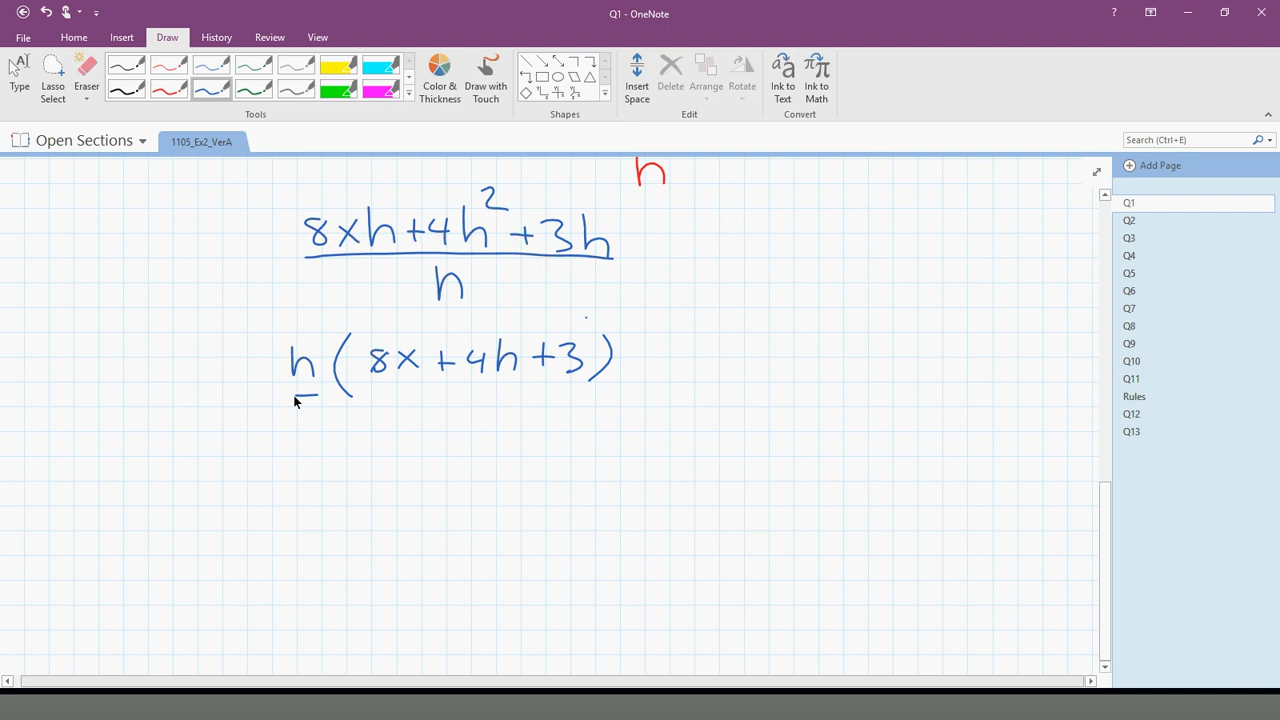 Q1 - OneNote
File Home Insert Draw History Review View
Type
Lasso Select
Eraser
Color & Thickness
Draw with Touch
Insert Space
Delete
Arrange
Rotate
Ink to Text
Ink to Math
Tools
Shapes
Edit
Convert
Open Sections
1105_Ex2_VerA
Search (Ctrl+E)
Add Page
Q1
Q2
Q3
Q4
Q5
Q6
Q7
Q8
Q9
Q10
Q11
Rules
Q12
Q13
h
8xh+4h²+3h
h
h(8x+4h+3)